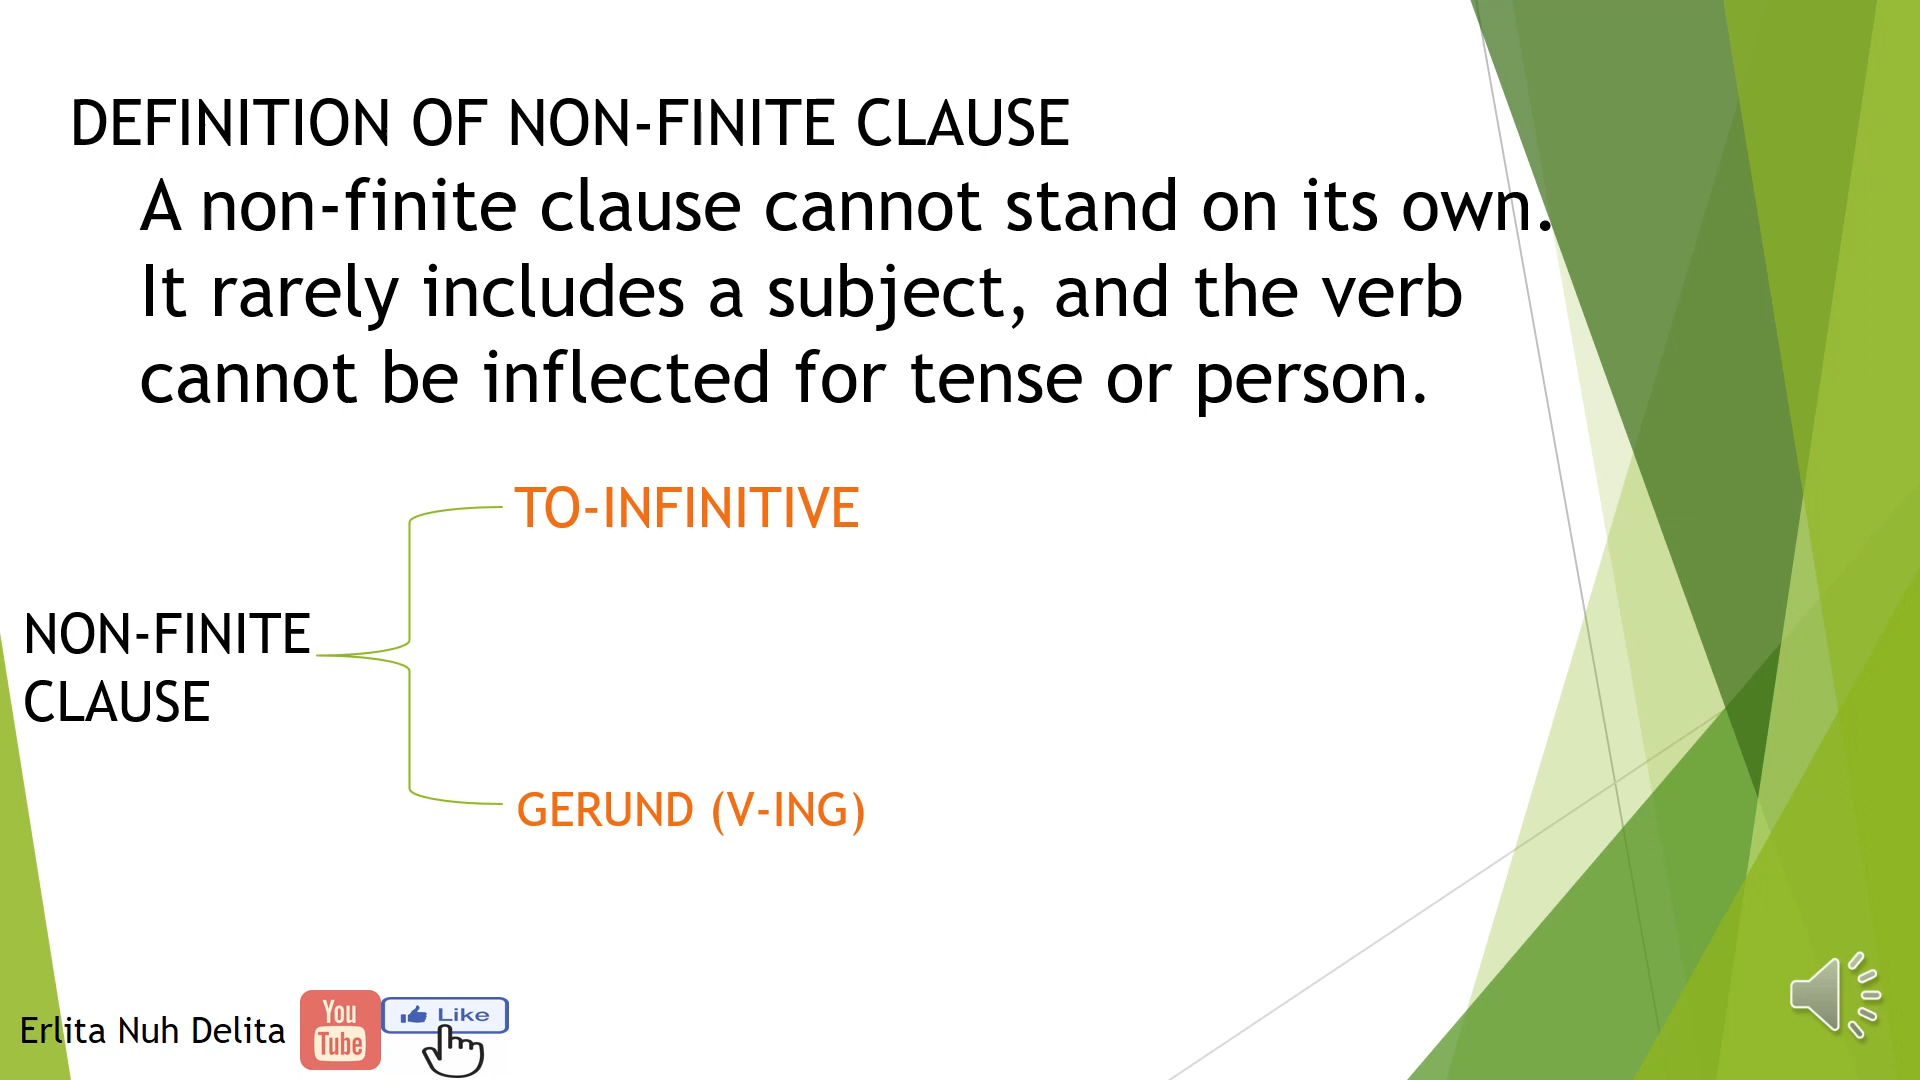 DEFINITION OF NON-FINITE CLAUSE
A non-finite clause cannot stand on its own.
It rarely includes a subject, and the verb
cannot be inflected for tense or person.
TO-INFINITIVE
NON-FINITE
CLAUSE
GERUND (V-ING)
Erlita Nuh Delita
You
Tube
Like